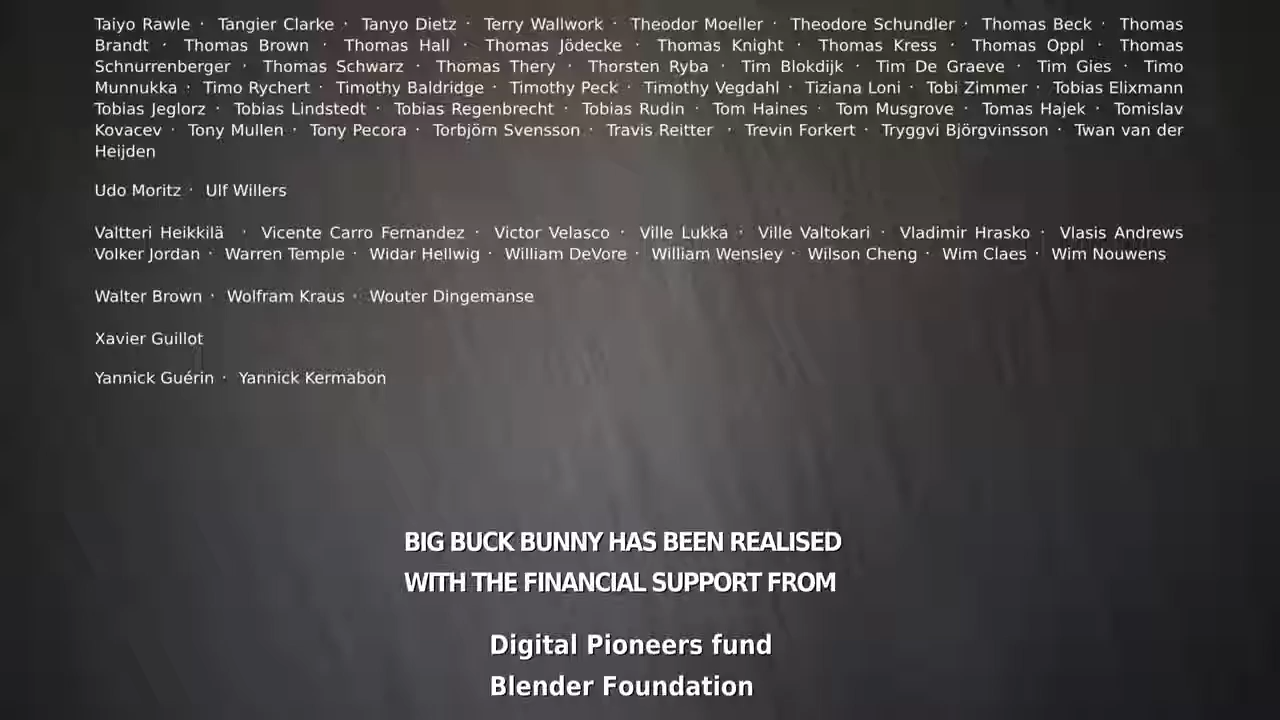 Taiyo Rawle · Tangier Clarke · Tanyo Dietz · Terry Wallwork · Theodor Moeller · Theodore Schundler · Thomas Beck · Thomas
Brandt · Thomas Brown · Thomas Hall · Thomas Jödecke · Thomas Knight · Thomas Kress · Thomas Oppl · Thomas
Schnurrenberger · Thomas Schwarz · Thomas Thery · Thorsten Ryba · Tim Blokdijk · Tim De Graeve · Tim Gies · Timo
Munnukka · Timo Rychert · Timothy Baldridge · Timothy Peck · Timothy Vegdahl · Tiziana Loni · Tobi Zimmer · Tobias Elixmann
Tobias Jeglorz · Tobias Lindstedt · Tobias Regenbrecht · Tobias Rudin · Tom Haines · Tom Musgrove · Tomas Hajek · Tomislav
Kovacev · Tony Mullen · Tony Pecora · Torbjörn Svensson · Travis Reitter · Trevin Forkert · Tryggvi Björgvinsson · Twan van der
Heijden
Udo Moritz · Ulf Willers
Valtteri Heikkilä · Vicente Carro Fernandez · Victor Velasco · Ville Lukka · Ville Valtokari · Vladimir Hrasko · Vlasis Andrews
Volker Jordan · Warren Temple · Widar Hellwig · William DeVore · William Wensley · Wilson Cheng · Wim Claes · Wim Nouwens
Walter Brown · Wolfram Kraus · Wouter Dingemanse
Xavier Guillot
Yannick Guérin · Yannick Kermabon
BIG BUCK BUNNY HAS BEEN REALISED
WITH THE FINANCIAL SUPPORT FROM
Digital Pioneers fund
Blender Foundation